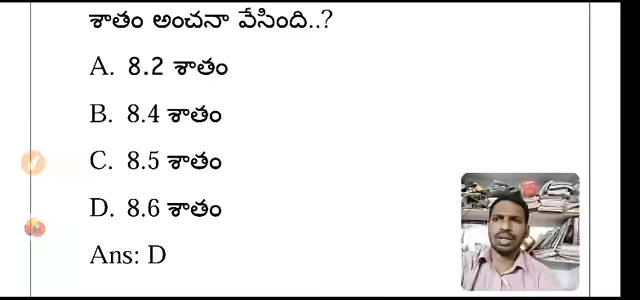 శాతం అంచనా వేసింది..?
A. 8.2 శాతం
B. 8.4 శాతం
C. 8.5 శాతం
D. 8.6 శాతం
Ans: D